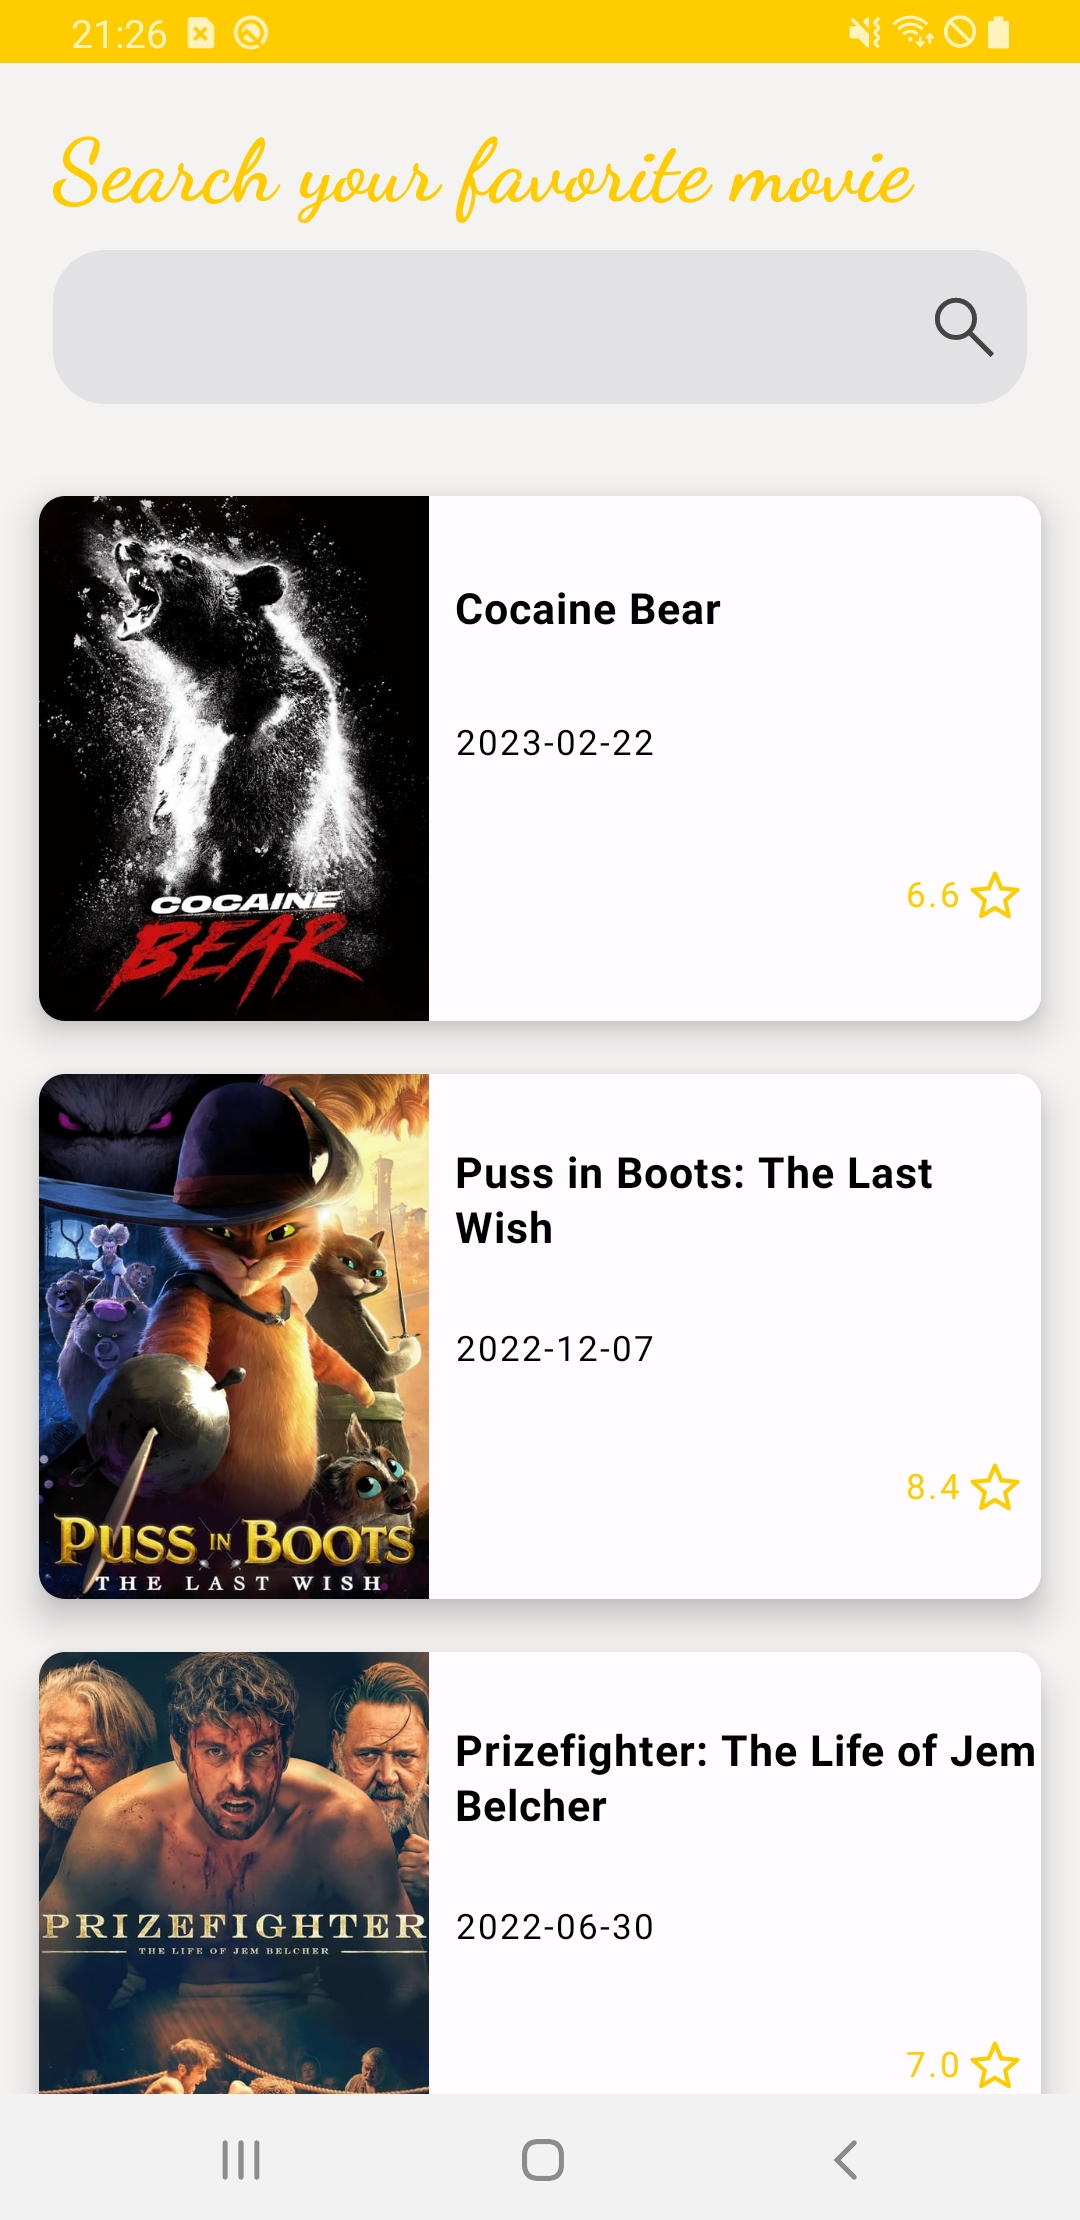 21:26
Search your favorite movie
COCAINE
BEAR
Cocaine Bear
2023-02-22
6.6
PUSS IN BOOTS
THE LAST WISH
Puss in Boots: The Last
Wish
2022-12-07
8.4
PRIZEFIGHTER
THE LIFE OF JEM BELCHER
Prizefighter: The Life of Jem
Belcher
2022-06-30
7.0